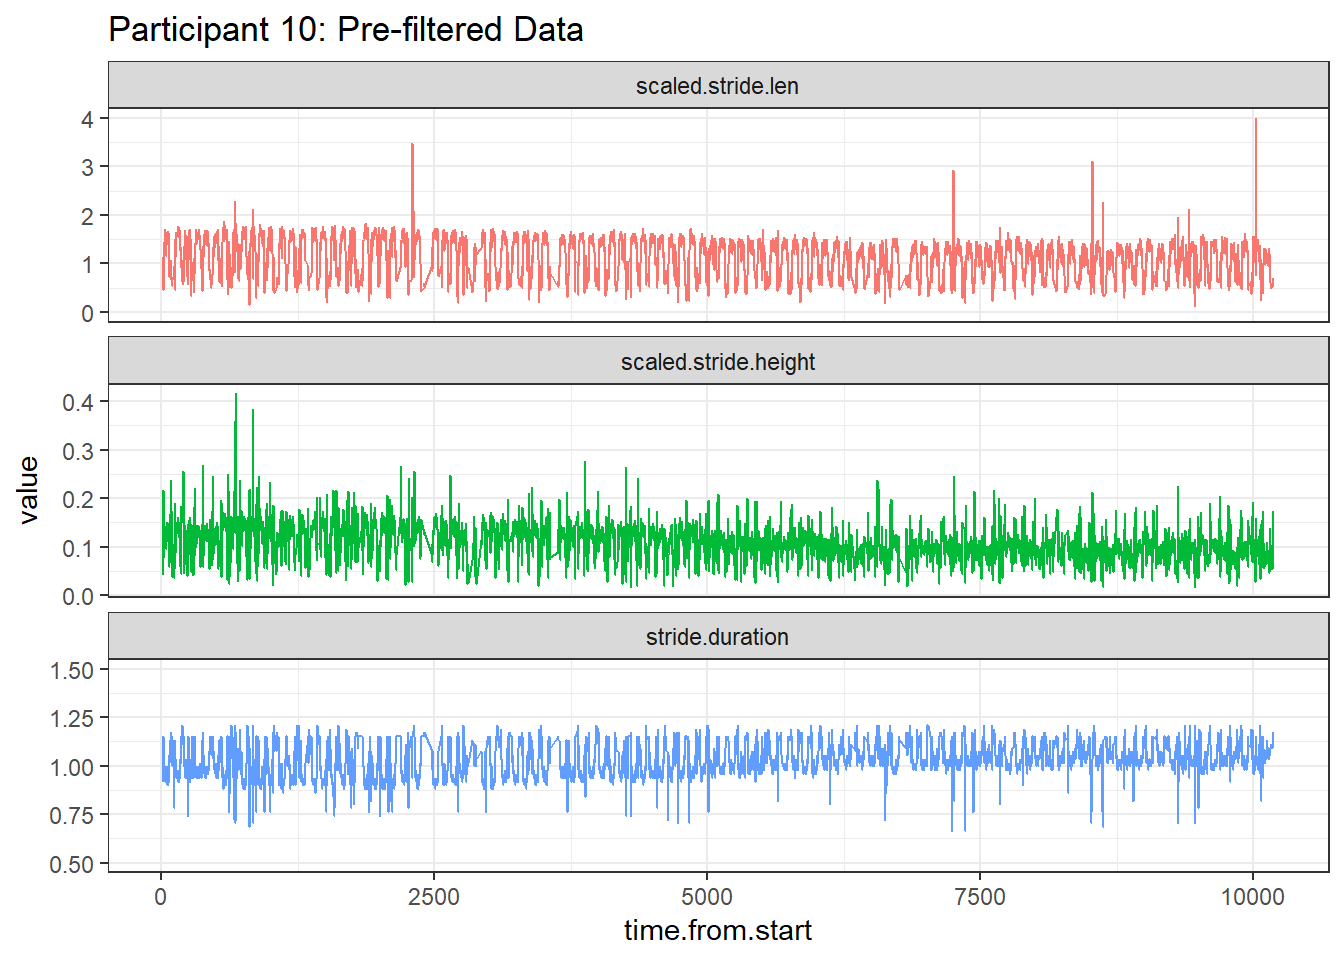 Participant 10: Pre-filtered Data
scaled.stride.len
4
3
2
1
0
scaled.stride.height
0.4
0.3
0.2
0.1
0.0
value
stride.duration
1.50
1.25
1.00
0.75
0.50
0 2500 5000 7500 10000
time.from.start